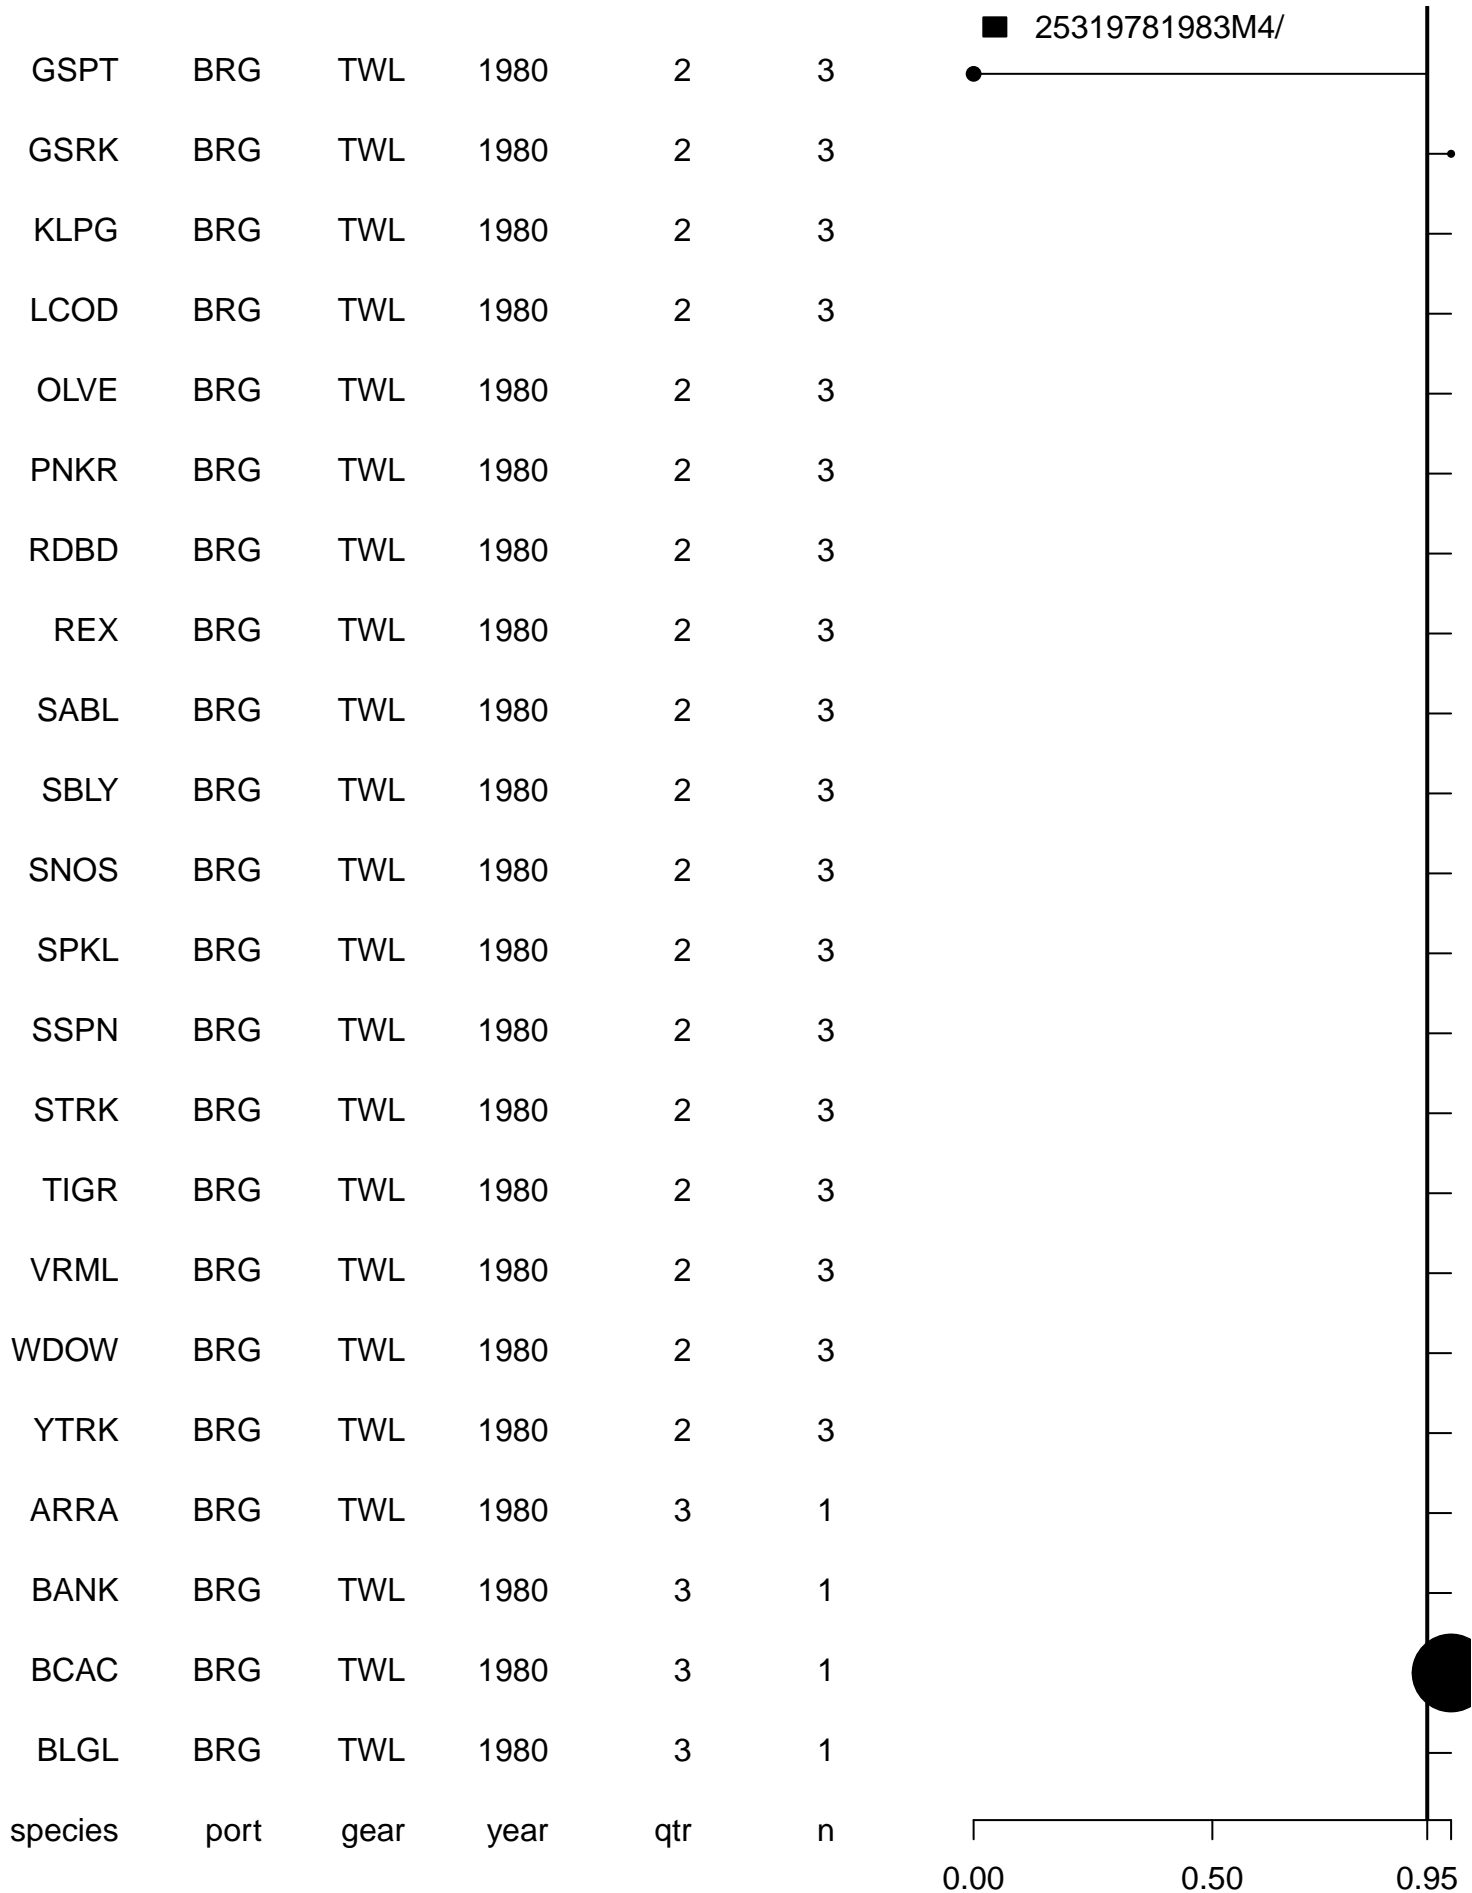 25319781983M4/
GSPT BRG TWL 1980 2 3
GSRK BRG TWL 1980 2 3
KLPG BRG TWL 1980 2 3
LCOD BRG TWL 1980 2 3
OLVE BRG TWL 1980 2 3
PNKR BRG TWL 1980 2 3
RDBD BRG TWL 1980 2 3
REX BRG TWL 1980 2 3
SABL BRG TWL 1980 2 3
SBLY BRG TWL 1980 2 3
SNOS BRG TWL 1980 2 3
SPKL BRG TWL 1980 2 3
SSPN BRG TWL 1980 2 3
STRK BRG TWL 1980 2 3
TIGR BRG TWL 1980 2 3
VRML BRG TWL 1980 2 3
WDOW BRG TWL 1980 2 3
YTRK BRG TWL 1980 2 3
ARRA BRG TWL 1980 3 1
BANK BRG TWL 1980 3 1
BCAC BRG TWL 1980 3 1
BLGL BRG TWL 1980 3 1
species port gear year qtr n
0.00 0.50 0.95